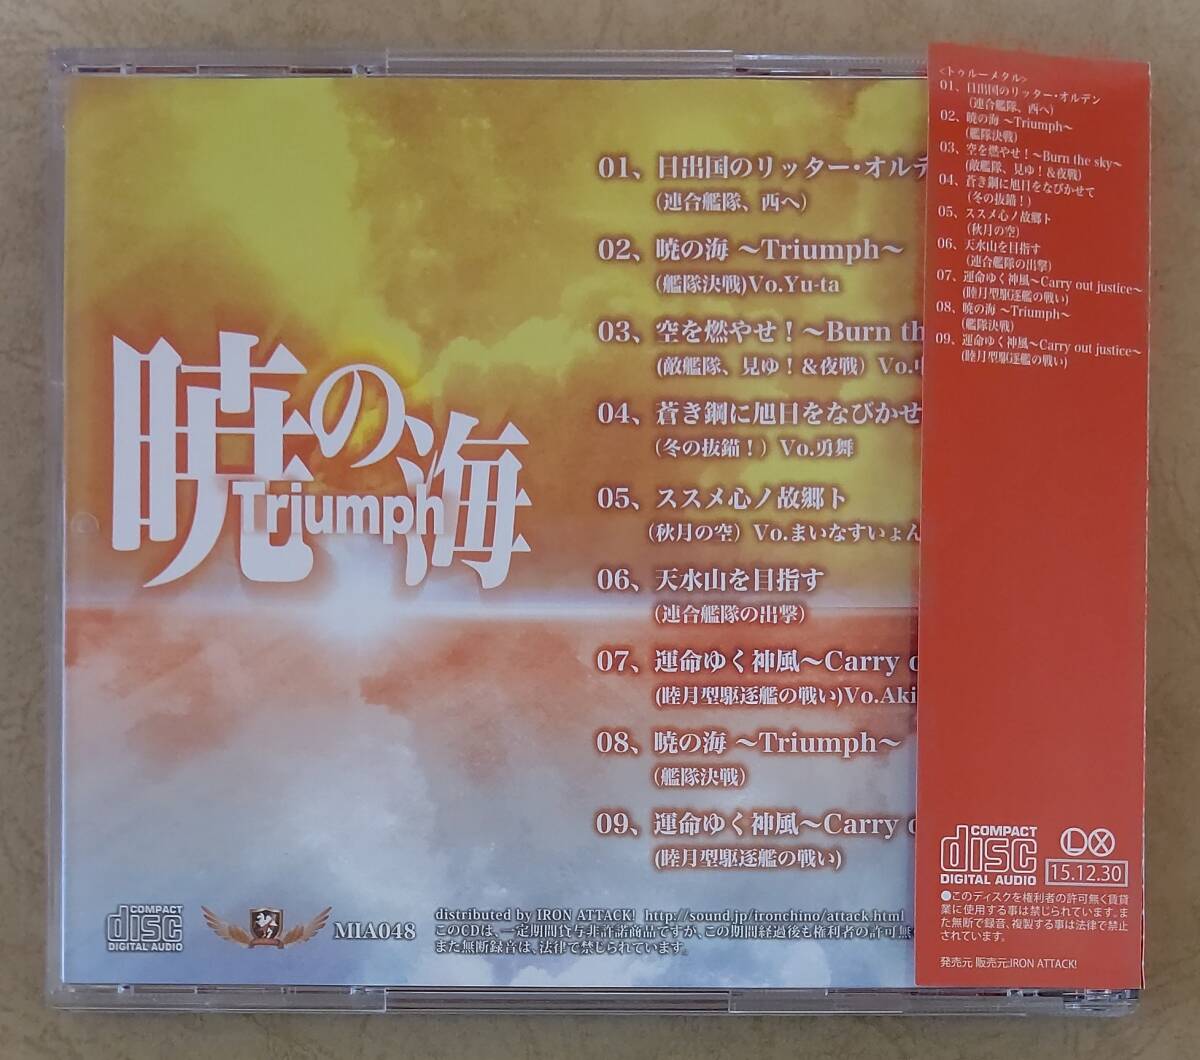 暁の海
Triumph
01、日出国のリッター・オルデ
(連合艦隊、西へ)
02、暁の海 ～Triumph～
(艦隊決戦)Vo.Yu-ta
03、空を燃やせ！～Burn th
(敵艦隊、見ゆ！＆夜戦) Vo.
04、蒼き鋼に旭日をなびかせ
(冬の抜錨！) Vo.勇舞
05、ススメ心ノ故郷ト
(秋月の空) Vo.まいなすいょん
06、天水山を目指す
(連合艦隊の出撃)
07、運命ゆく神風～Carry o
(睦月型駆逐艦の戦い)Vo.Aki
08、暁の海 ～Triumph～
(艦隊決戦)
09、運命ゆく神風～Carry o
(睦月型駆逐艦の戦い)
COMPACT
disc
DIGITAL AUDIO
MIA048
distributed by IRON ATTACK! http://sound.jp/ironchino/attack.html
このCDは、一定期間貸与非許諾商品ですが、この期間経過後も権利者の許可無
また無断録音は、法律で禁じられています。
<トゥルーメタル>
01、日出国のリッター・オルデン
(連合艦隊、西へ)
02、暁の海 ～Triumph～
(艦隊決戦)
03、空を燃やせ！～Burn the sky～
(敵艦隊、見ゆ！&夜戦)
04、蒼き鋼に旭日をなびかせて
(冬の抜錨！)
05、ススメ心ノ故郷ト
(秋月の空)
06、天水山を目指す
(連合艦隊の出撃)
07、運命ゆく神風～Carry out justice～
(睦月型駆逐艦の戦い)
08、暁の海 ～Triumph～
(艦隊決戦)
09、運命ゆく神風～Carry out justice～
(睦月型駆逐艦の戦い)
COMPACT
disc
DIGITAL AUDIO
L X
15.12.30
●このディスクを権利者の許可無く賃貸
業に使用する事は禁じられています。ま
た無断で録音、複製する事は法律で禁止
されています。
発売元 販売元:IRON ATTACK!